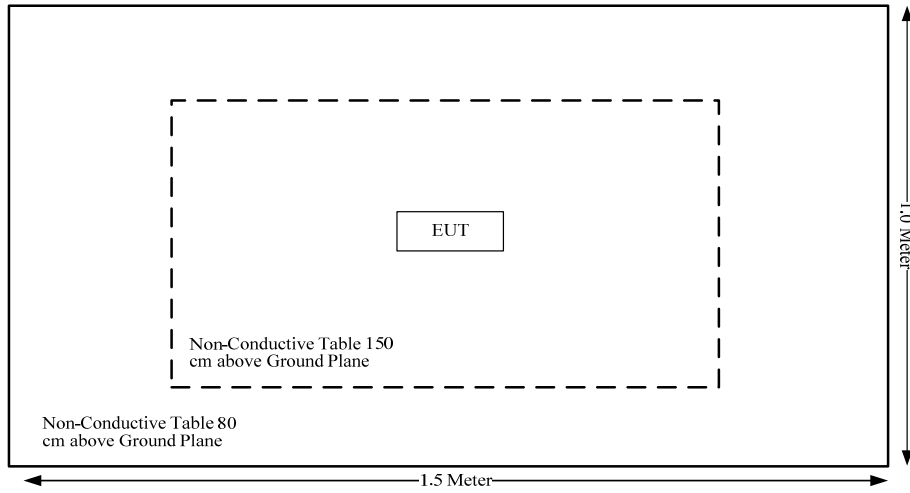 EUT
Non-Conductive Table 150
cm above Ground Plane
Non-Conductive Table 80
cm above Ground Plane
1.5 Meter
1.0 Meter